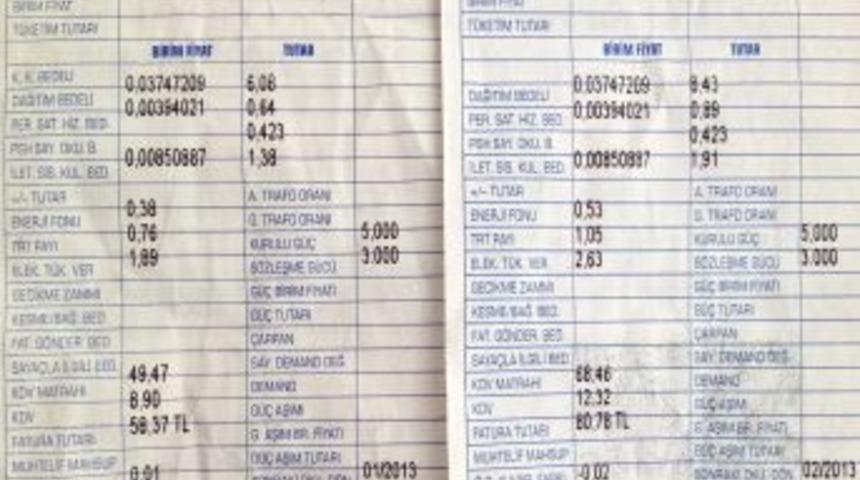 BİRİM FİYAT
TÜKETİM TUTARI
BİRİM FİYAT TUTAR
K. K. BEDELİ 0,03747209 6,08
DAĞITIM BEDELİ 0,00394021 0,64
PER. SAT. HİZ. BED. 0,423
PSH SAY. OKU. B. 0,00850887 1,38
İLET. SİS. KUL. BED.
+/- TUTAR A. TRAFO ORANI
ENERJİ FONU 0,38 G. TRAFO ORANI
TRT PAYI 0,76 KURULU GÜÇ 5,000
ELEK. TÜK. VER. 1,89 SÖZLEŞME GÜCÜ 3.000
GECİKME ZAMMI GÜÇ BİRİM FİYATI
KESME/BAĞ. BED. GÜÇ TUTARI
FAT. GÖNDER. BED. ÇARPAN
SAYAÇLA İLGİLİ BED. SAY. DEMAND DEĞ.
KDV MATRAHI 49,47 DEMAND
KDV 8,90 GÜÇ AŞIMI
FATURA TUTARI 58,37 TL G. AŞIM BR. FİYATI
MUHTELİF MAHSUP GÜÇ AŞIM TUTARI
0,01 01/2013
BİRİM FİYAT
TÜKETİM TUTARI
BİRİM FİYAT TUTAR
0.03747209 8,43
DAĞITIM BEDELİ 0,00394021 0,89
PER. SAT. HİZ. BED. 0,423
PSH SAY. OKU. B. 0,00850887 1,91
İLET. SİS. KUL. BED.
+/- TUTAR A. TRAFO ORANI
ENERJİ FONU 0,53 G. TRAFO ORANI
TRT PAYI 1,05 KURULU GÜÇ 5,000
ELEK. TÜK. VER. 2,63 SÖZLEŞME GÜCÜ 3.000
GECİKME ZAMMI GÜÇ BİRİM FİYATI
KESME/BAĞ. BED. GÜÇ TUTARI
FAT. GÖNDER. BED. ÇARPAN
SAYAÇLA İLGİLİ BED. SAY. DEMAND DEĞ.
KDV MATRAHI 68,46 DEMAND
KDV 12,32 GÜÇ AŞIMI
FATURA TUTARI 80,78 TL G. AŞIM BR. FİYATI
MUHTELİF MAHSUP GÜÇ AŞIM TUTARI
-0,02 SONRAKİ OKU. DÖN. 02/2013